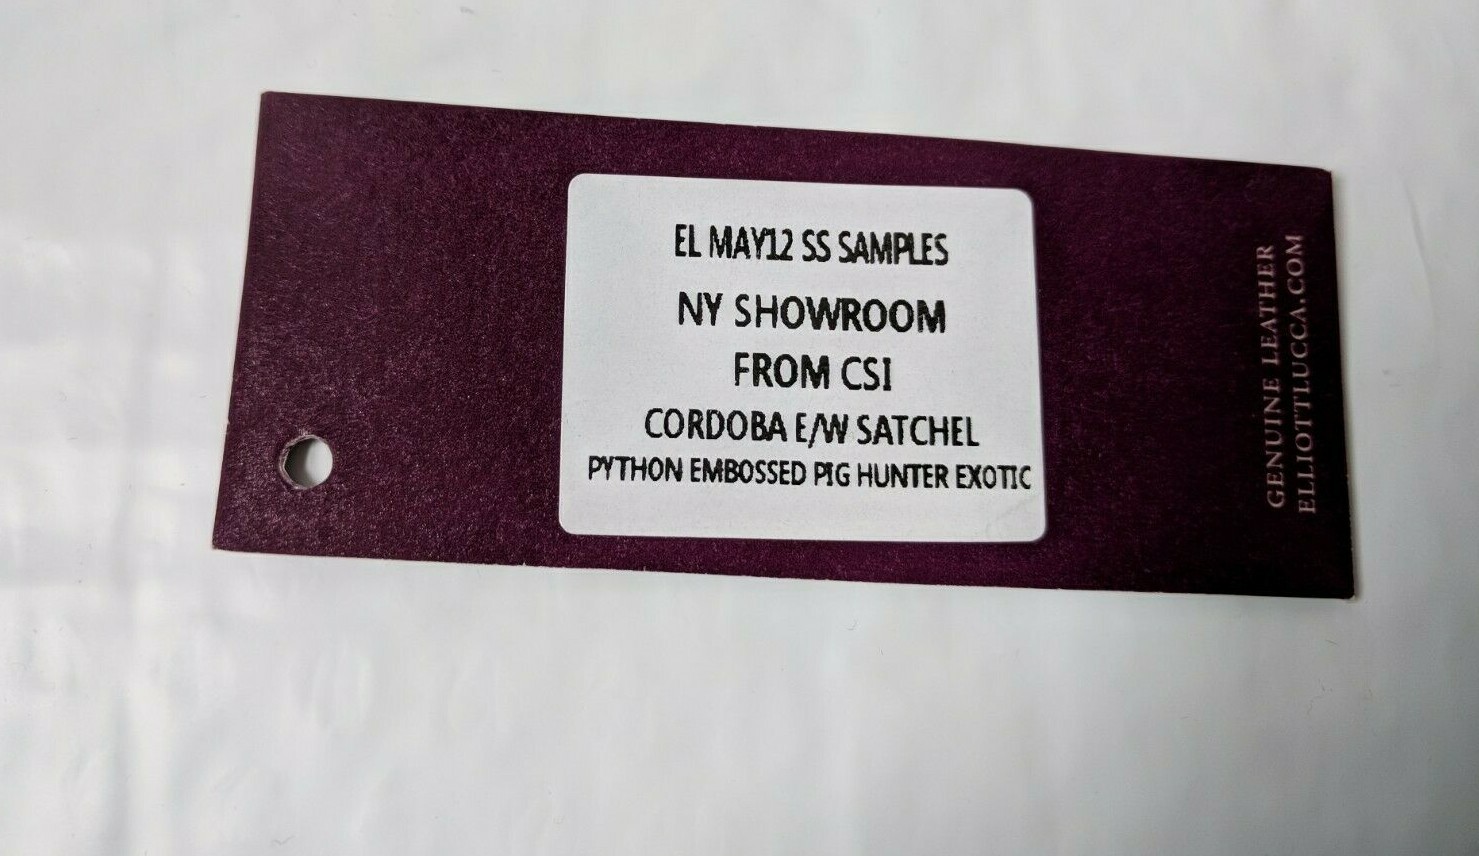 EL MAY12 SS SAMPLES
NY SHOWROOM
FROM CSI
CORDOBA E/W SATCHEL
PYTHON EMBOSSED PIG HUNTER EXOTIC
GENUINE LEATHER
ELLIOTTLUCCA.COM